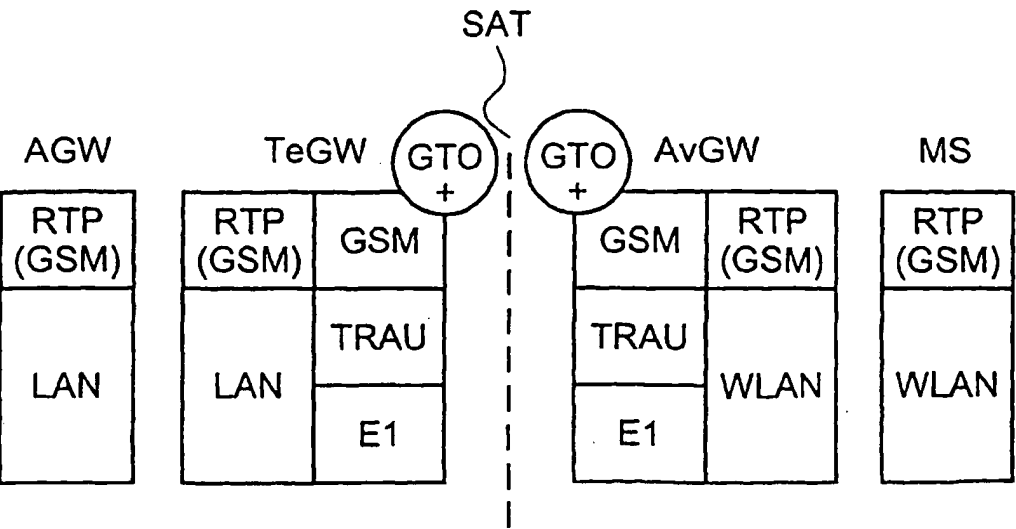 SAT
AGW
TeGW
GTO
+
GTO
+
AvGW
MS
RTP
(GSM)
LAN
RTP
(GSM)
LAN
GSM
TRAU
E1
GSM
TRAU
E1
RTP
(GSM)
WLAN
RTP
(GSM)
WLAN